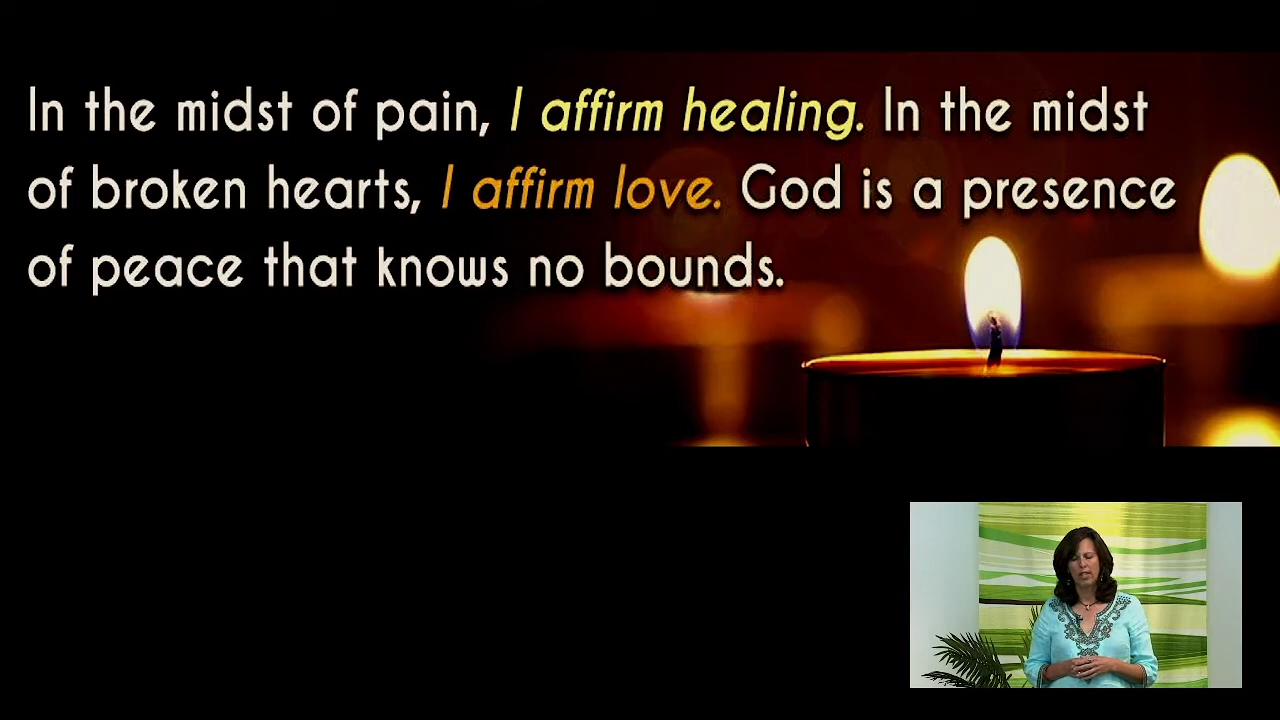 In the midst of pain, I affirm healing. In the midst
of broken hearts, I affirm love. God is a presence
of peace that knows no bounds.